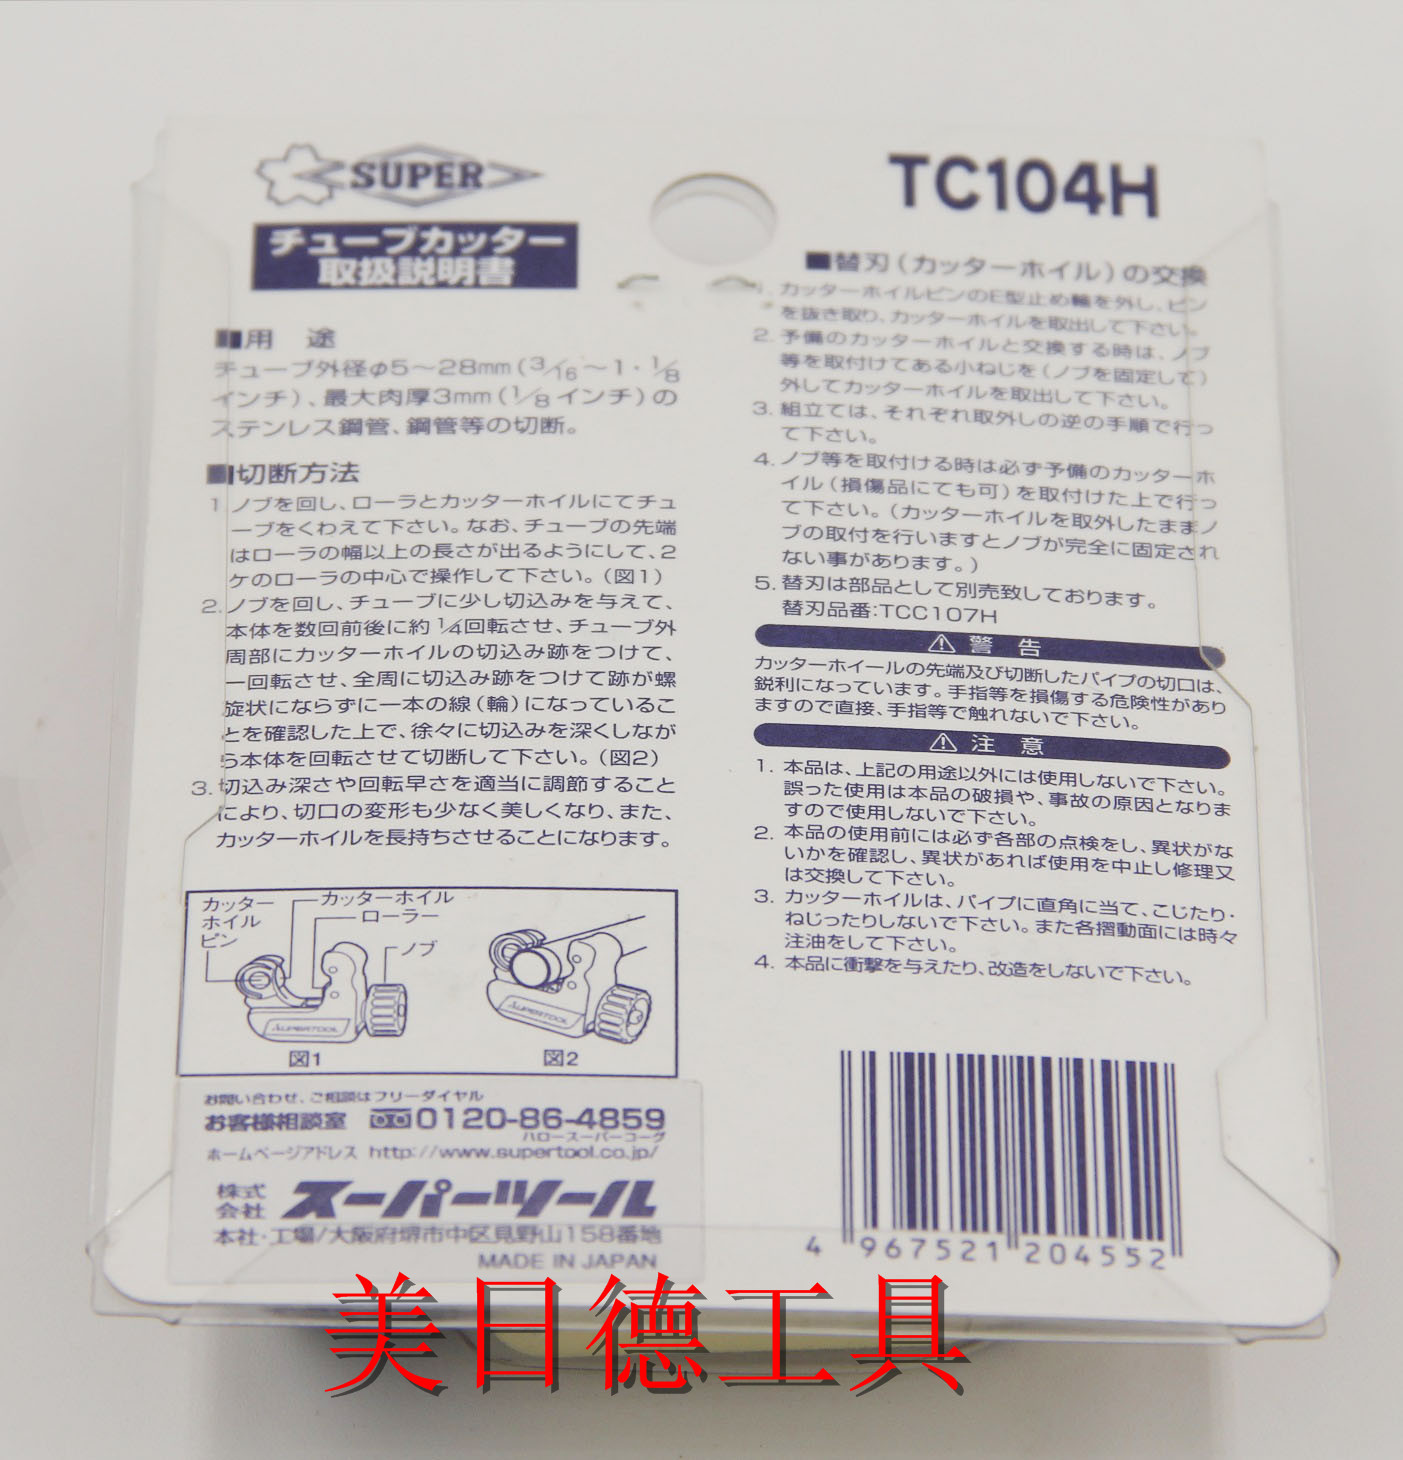 SUPER
チューブカッター
取扱説明書
■用　途
チューブ外径φ5～28mm（3/16～1・1/8
インチ）、最大肉厚3mm（1/8インチ）の
ステンレス鋼管、銅管等の切断。
■切断方法
1. ノブを回し、ローラとカッターホイルにてチュ
ーブをくわえて下さい。なお、チューブの先端
はローラの幅以上の長さが出るようにして、2
ケのローラの中心で操作して下さい。（図1）
2. ノブを回し、チューブに少し切込みを与えて、
本体を数回前後に約1/4回転させ、チューブ外
周部にカッターホイルの切込み跡をつけて、
一回転させ、全周に切込み跡をつけて跡が螺
旋状にならずに一本の線（輪）になっているこ
とを確認した上で、徐々に切込みを深くしなが
ら本体を回転させて切断して下さい。（図2）
3. 切込み深さや回転早さを適当に調節すること
により、切口の変形も少なく美しくなり、また、
カッターホイルを長持ちさせることになります。
カッター
ホイル
ピン
カッターホイル
ローラー
ノブ
SUPERTOOL
図1
SUPERTOOL
図2
お問い合わせ、ご相談はフリーダイヤル
お客様相談室 0120-86-4859
ハロースーパーコーグ
ホームページアドレス http://www.supertool.co.jp/
株式
会社 スーパーツール
本社・工場/大阪府堺市中区見野山158番地
MADE IN JAPAN
TC104H
■替刃（カッターホイル）の交換
1. カッターホイルピンのE型止め輪を外し、ピン
を抜き取り、カッターホイルを取出して下さい。
2. 予備のカッターホイルと交換する時は、ノブ
等を取付けてある小ねじを（ノブを固定して）
外してカッターホイルを取出して下さい。
3. 組立ては、それぞれ取外しの逆の手順で行っ
て下さい。
4. ノブ等を取付ける時は必ず予備のカッターホ
イル（損傷品にても可）を取付けた上で行っ
て下さい。（カッターホイルを取外したままノ
ブの取付を行いますとノブが完全に固定され
ない事があります。）
5. 替刃は部品として別売致しております。
替刃品番：TCC107H
⚠ 警　告
カッターホイールの先端及び切断したパイプの切口は、
鋭利になっています。手指等を損傷する危険性があり
ますので直接、手指等で触れないで下さい。
⚠ 注　意
1. 本品は、上記の用途以外には使用しないで下さい。
誤った使用は本品の破損や、事故の原因となりま
すので使用しないで下さい。
2. 本品の使用前には必ず各部の点検をし、異状がな
いかを確認し、異状があれば使用を中止し修理又
は交換して下さい。
3. カッターホイルは、パイプに直角に当て、こじたり・
ねじったりしないで下さい。また各摺動面には時々
注油をして下さい。
4. 本品に衝撃を与えたり、改造をしないで下さい。
4 967521 204552
美日德工具